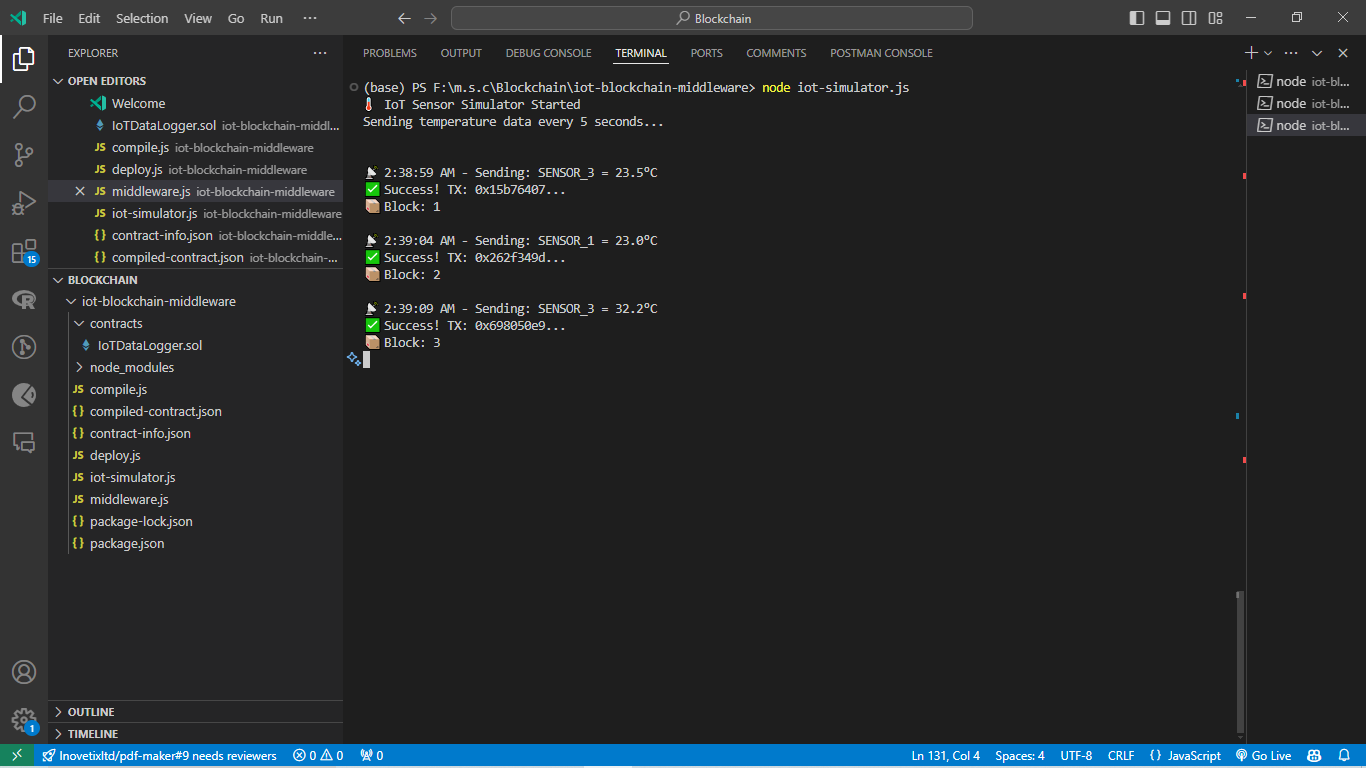 File Edit Selection View Go Run ··· Blockchain
EXPLORER ···
OPEN EDITORS
Welcome
IoTDataLogger.sol iot-blockchain-middl...
JS compile.js iot-blockchain-middleware
JS deploy.js iot-blockchain-middleware
JS middleware.js iot-blockchain-middleware
JS iot-simulator.js iot-blockchain-middleware
{} contract-info.json iot-blockchain-middle...
{} compiled-contract.json iot-blockchain-...
BLOCKCHAIN
iot-blockchain-middleware
contracts
IoTDataLogger.sol
node_modules
JS compile.js
{} compiled-contract.json
{} contract-info.json
JS deploy.js
JS iot-simulator.js
JS middleware.js
{} package-lock.json
{} package.json
OUTLINE
TIMELINE
15
1
PROBLEMS OUTPUT DEBUG CONSOLE TERMINAL PORTS COMMENTS POSTMAN CONSOLE
(base) PS F:\m.s.c\Blockchain\iot-blockchain-middleware> node iot-simulator.js
IoT Sensor Simulator Started
Sending temperature data every 5 seconds...
2:38:59 AM - Sending: SENSOR_3 = 23.5°C
Success! TX: 0x15b76407...
Block: 1
2:39:04 AM - Sending: SENSOR_1 = 23.0°C
Success! TX: 0x262f349d...
Block: 2
2:39:09 AM - Sending: SENSOR_3 = 32.2°C
Success! TX: 0x698050e9...
Block: 3
node iot-bl...
node iot-bl...
node iot-bl...
Inovetixltd/pdf-maker#9 needs reviewers 0 0 0 Ln 131, Col 4 Spaces: 4 UTF-8 CRLF {} JavaScript Go Live